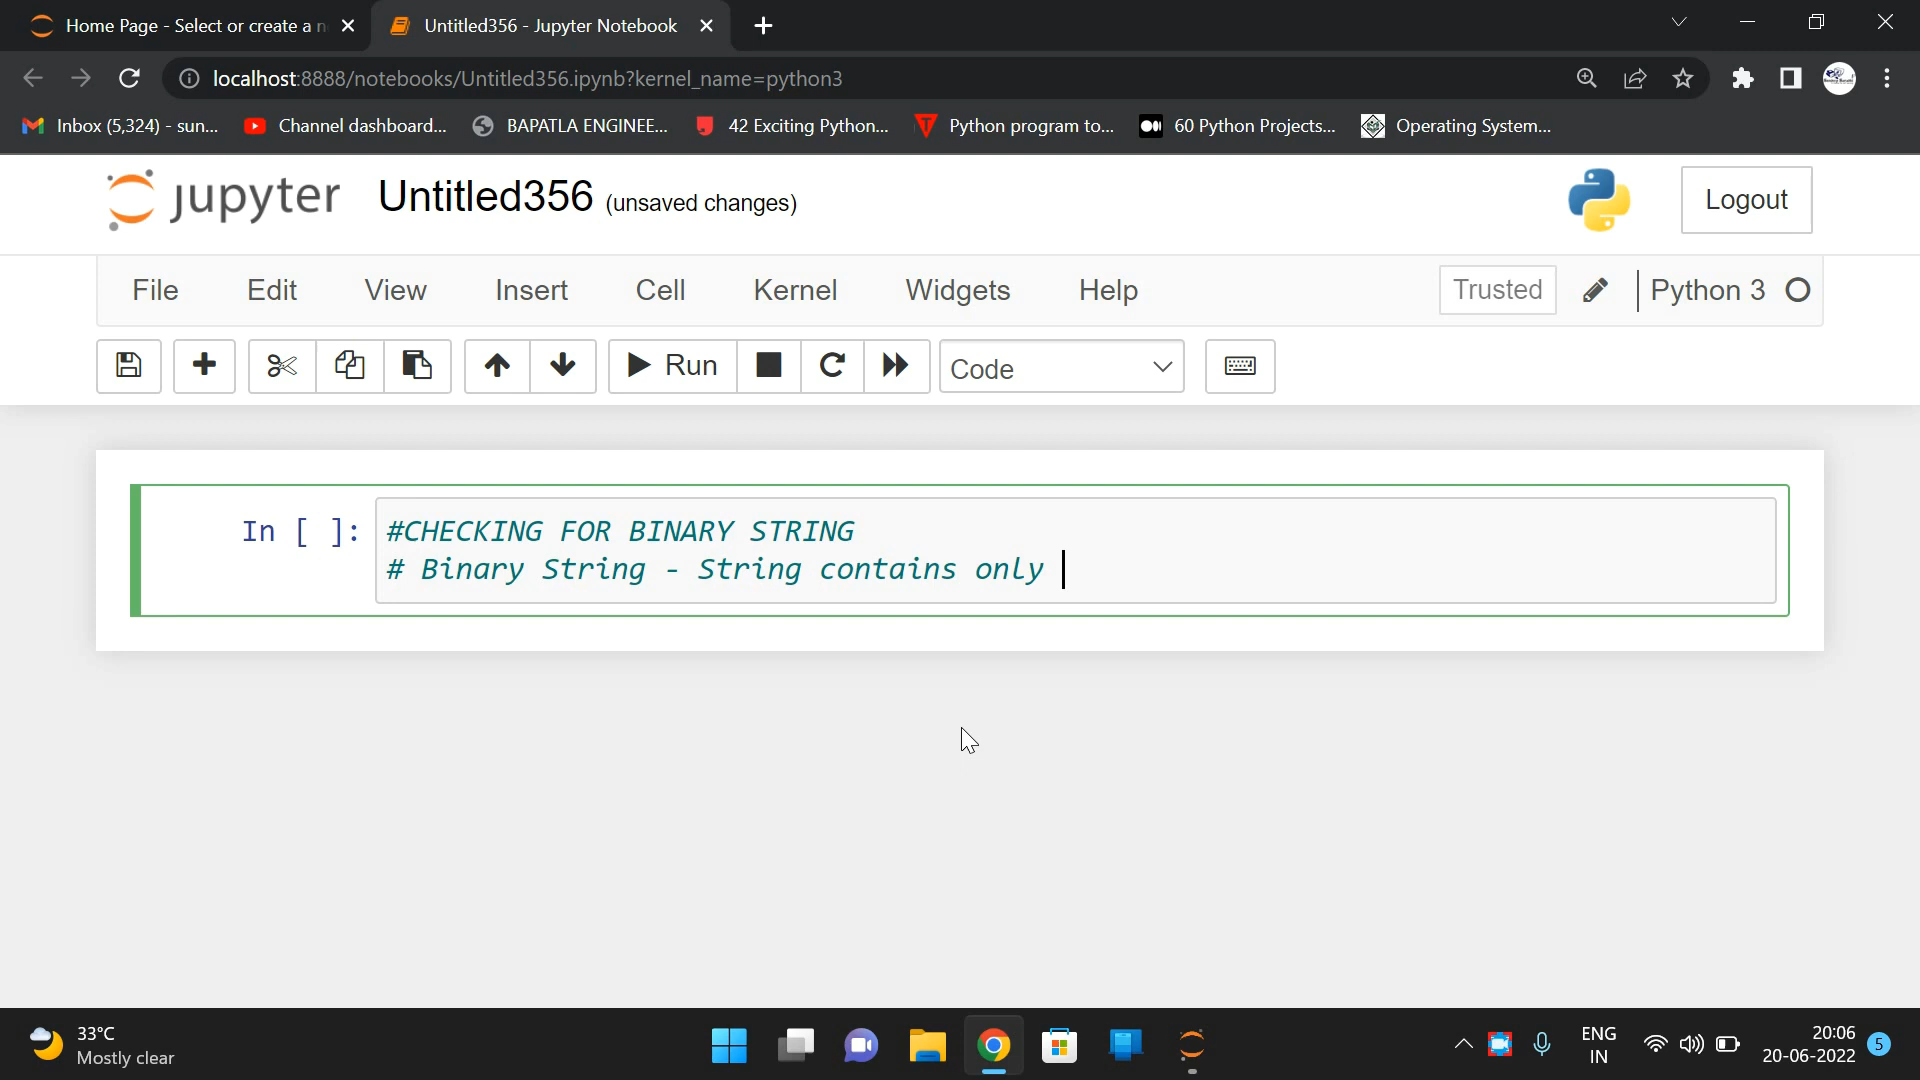 Home Page - Select or create a n
Untitled356 - Jupyter Notebook
localhost:8888/notebooks/Untitled356.ipynb?kernel_name=python3
Inbox (5,324) - sun...
Channel dashboard...
BAPATLA ENGINEE...
42 Exciting Python...
Python program to...
60 Python Projects...
Operating System...
jupyter
Untitled356 (unsaved changes)
Logout
File Edit View Insert Cell Kernel Widgets Help
Trusted
Python 3
Run
Code
In [ ]:
#CHECKING FOR BINARY STRING
# Binary String - String contains only
33°C
Mostly clear
ENG
IN
20:06
20-06-2022
5